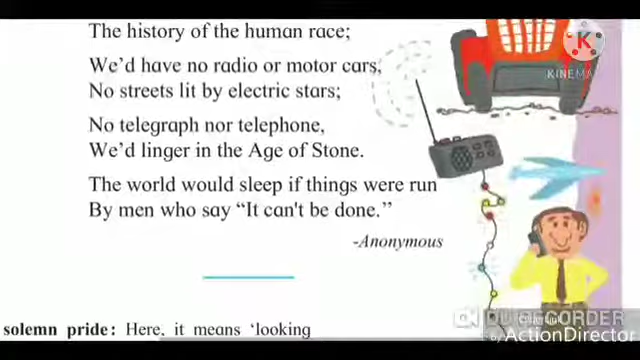 The history of the human race;
We'd have no radio or motor cars,
No streets lit by electric stars;
No telegraph nor telephone,
We'd linger in the Age of Stone.
The world would sleep if things were run
By men who say “It can't be done.”
-Anonymous
solemn pride: Here, it means ‘looking
KINEMA
RECORDER
by ActionDirector